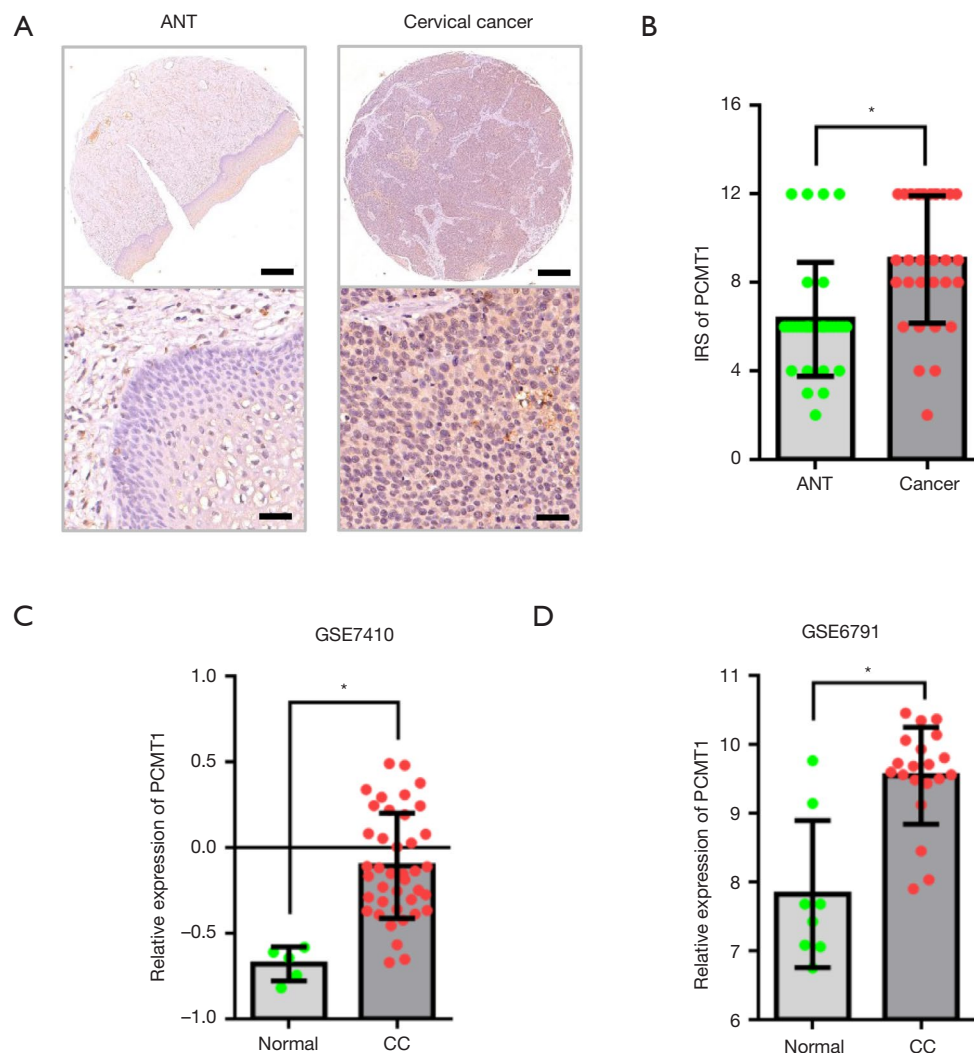 A
ANT
Cervical cancer
B
16
12
8
4
0
IRS of PCMT1
*
ANT
Cancer
C
GSE7410
1.0
0.5
0.0
−0.5
−1.0
Relative expression of PCMT1
*
Normal
CC
D
GSE6791
11
10
9
8
7
6
Relative expression of PCMT1
*
Normal
CC